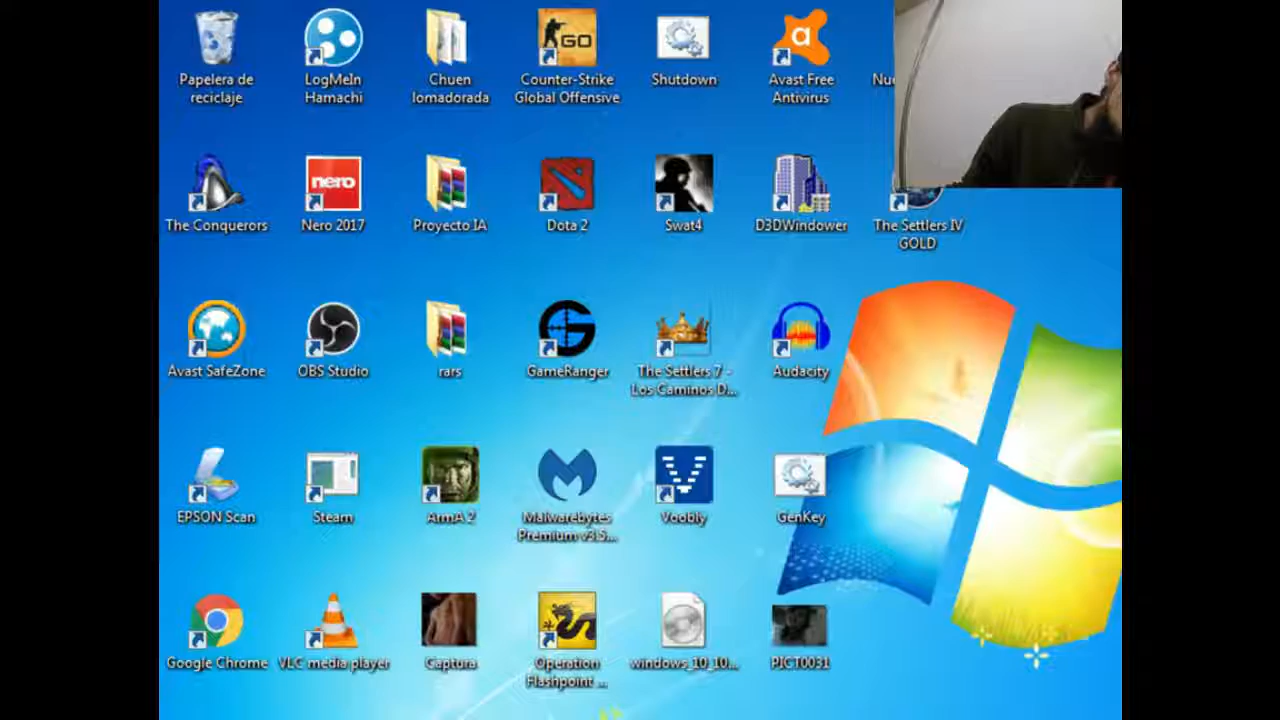 Papelera de
reciclaje
LogMeIn
Hamachi
Chuen
lomadorada
Counter-Strike
Global Offensive
GO
Shutdown
Avast Free
Antivirus
The Conquerors
nero
Nero 2017
Proyecto IA
Dota 2
Swat4
D3DWindower
The Settlers IV
GOLD
Avast SafeZone
OBS Studio
rars
GameRanger
The Settlers 7 -
Los Caminos D...
Audacity
EPSON Scan
Steam
ArmA 2
Malwarebytes
Premium v3.5...
Voobly
GenKey
Google Chrome
VLC media player
Captura
Operation
Flashpoint ...
windows_10_10...
PICT0031